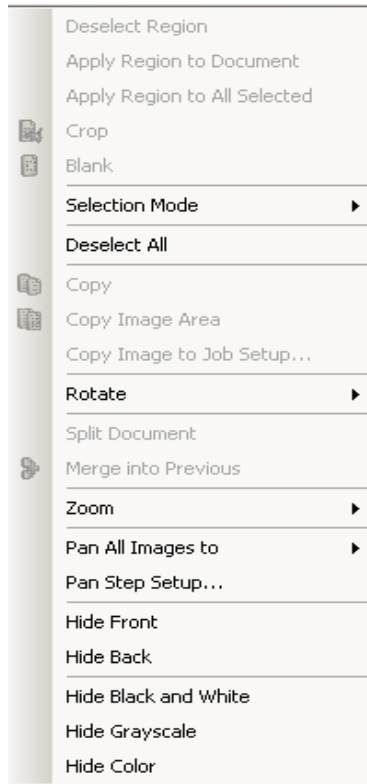 Deselect Region
Apply Region to Document
Apply Region to All Selected
Crop
Blank
Selection Mode
Deselect All
Copy
Copy Image Area
Copy Image to Job Setup...
Rotate
Split Document
Merge into Previous
Zoom
Pan All Images to
Pan Step Setup...
Hide Front
Hide Back
Hide Black and White
Hide Grayscale
Hide Color